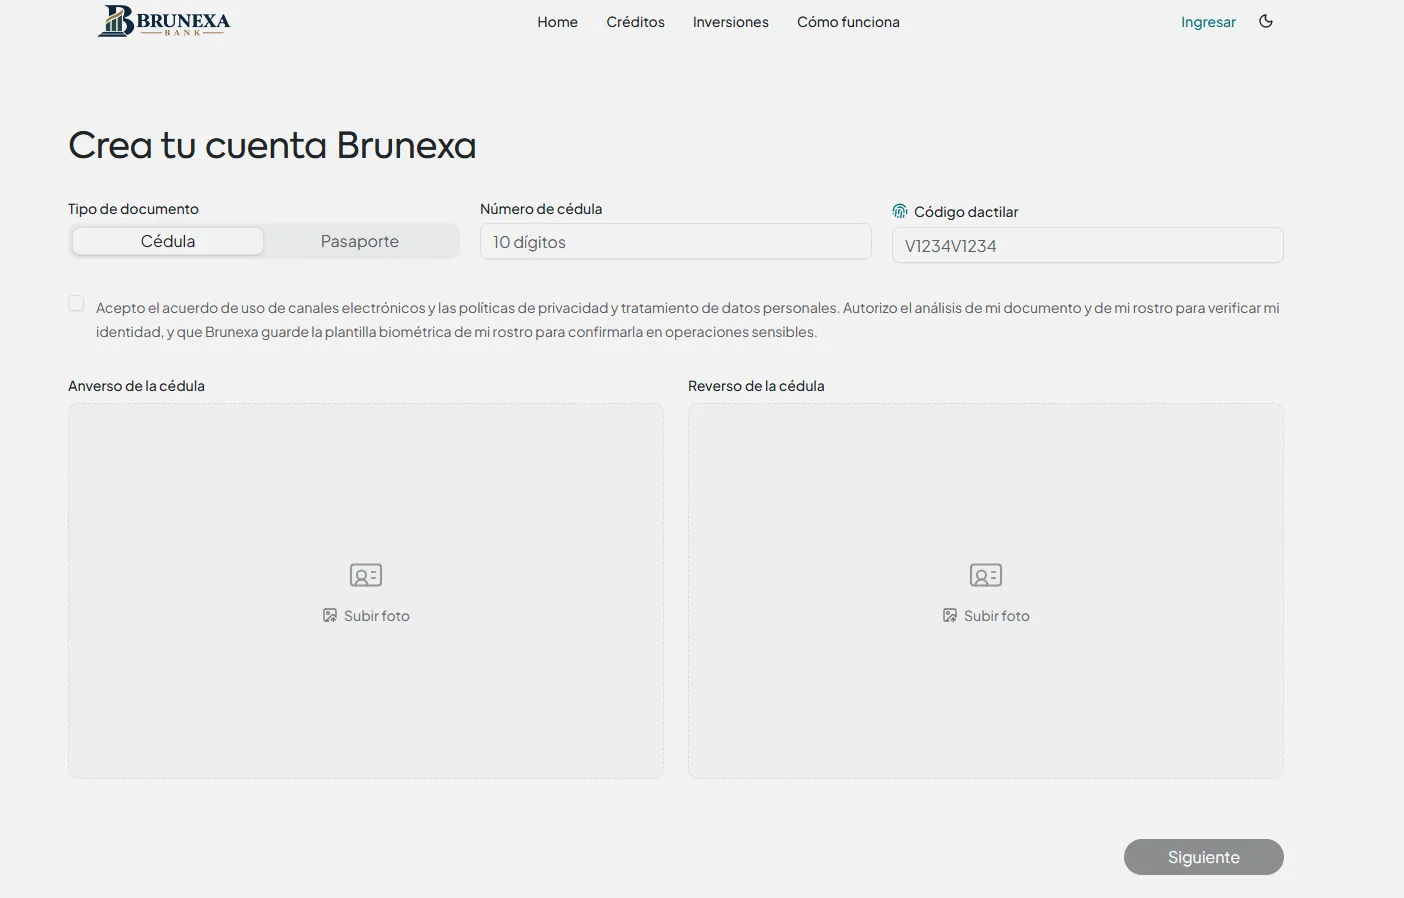 BRUNEXA
BANK
Home
Créditos
Inversiones
Cómo funciona
Ingresar
Crea tu cuenta Brunexa
Tipo de documento
Cédula
Pasaporte
Número de cédula
10 dígitos
Código dactilar
V1234V1234
Acepto el acuerdo de uso de canales electrónicos y las políticas de privacidad y tratamiento de datos personales. Autorizo el análisis de mi documento y de mi rostro para verificar mi
identidad, y que Brunexa guarde la plantilla biométrica de mi rostro para confirmarla en operaciones sensibles.
Anverso de la cédula
Subir foto
Reverso de la cédula
Subir foto
Siguiente